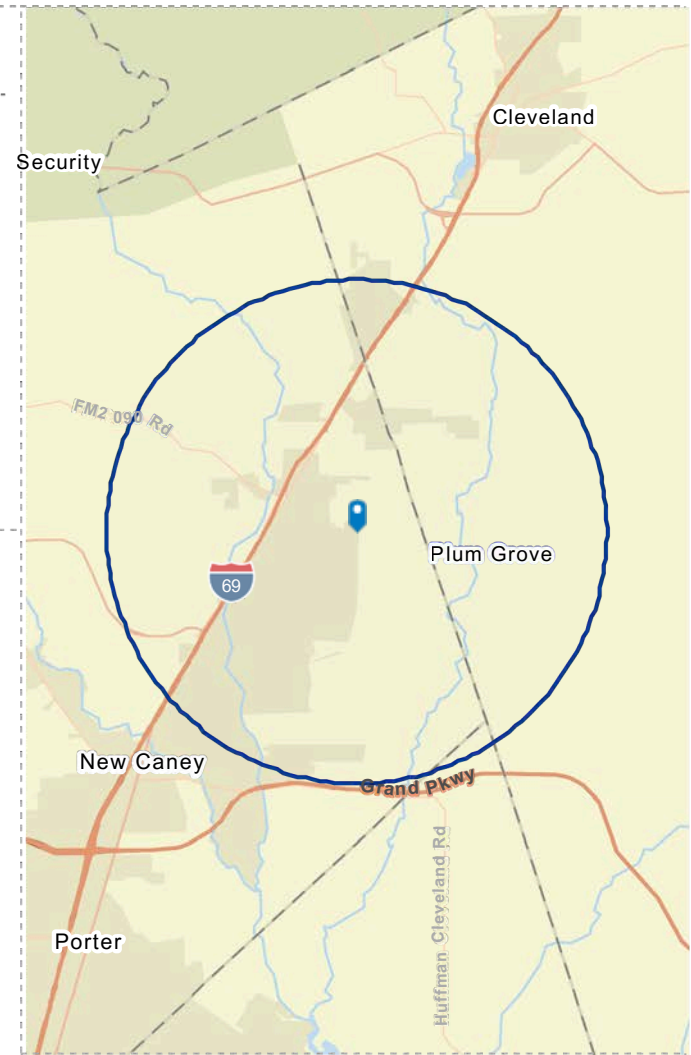 Cleveland
Security
FM2 090 Rd
Plum Grove
69
New Caney
Grand Pkwy
Huffman Cleveland Rd
Porter